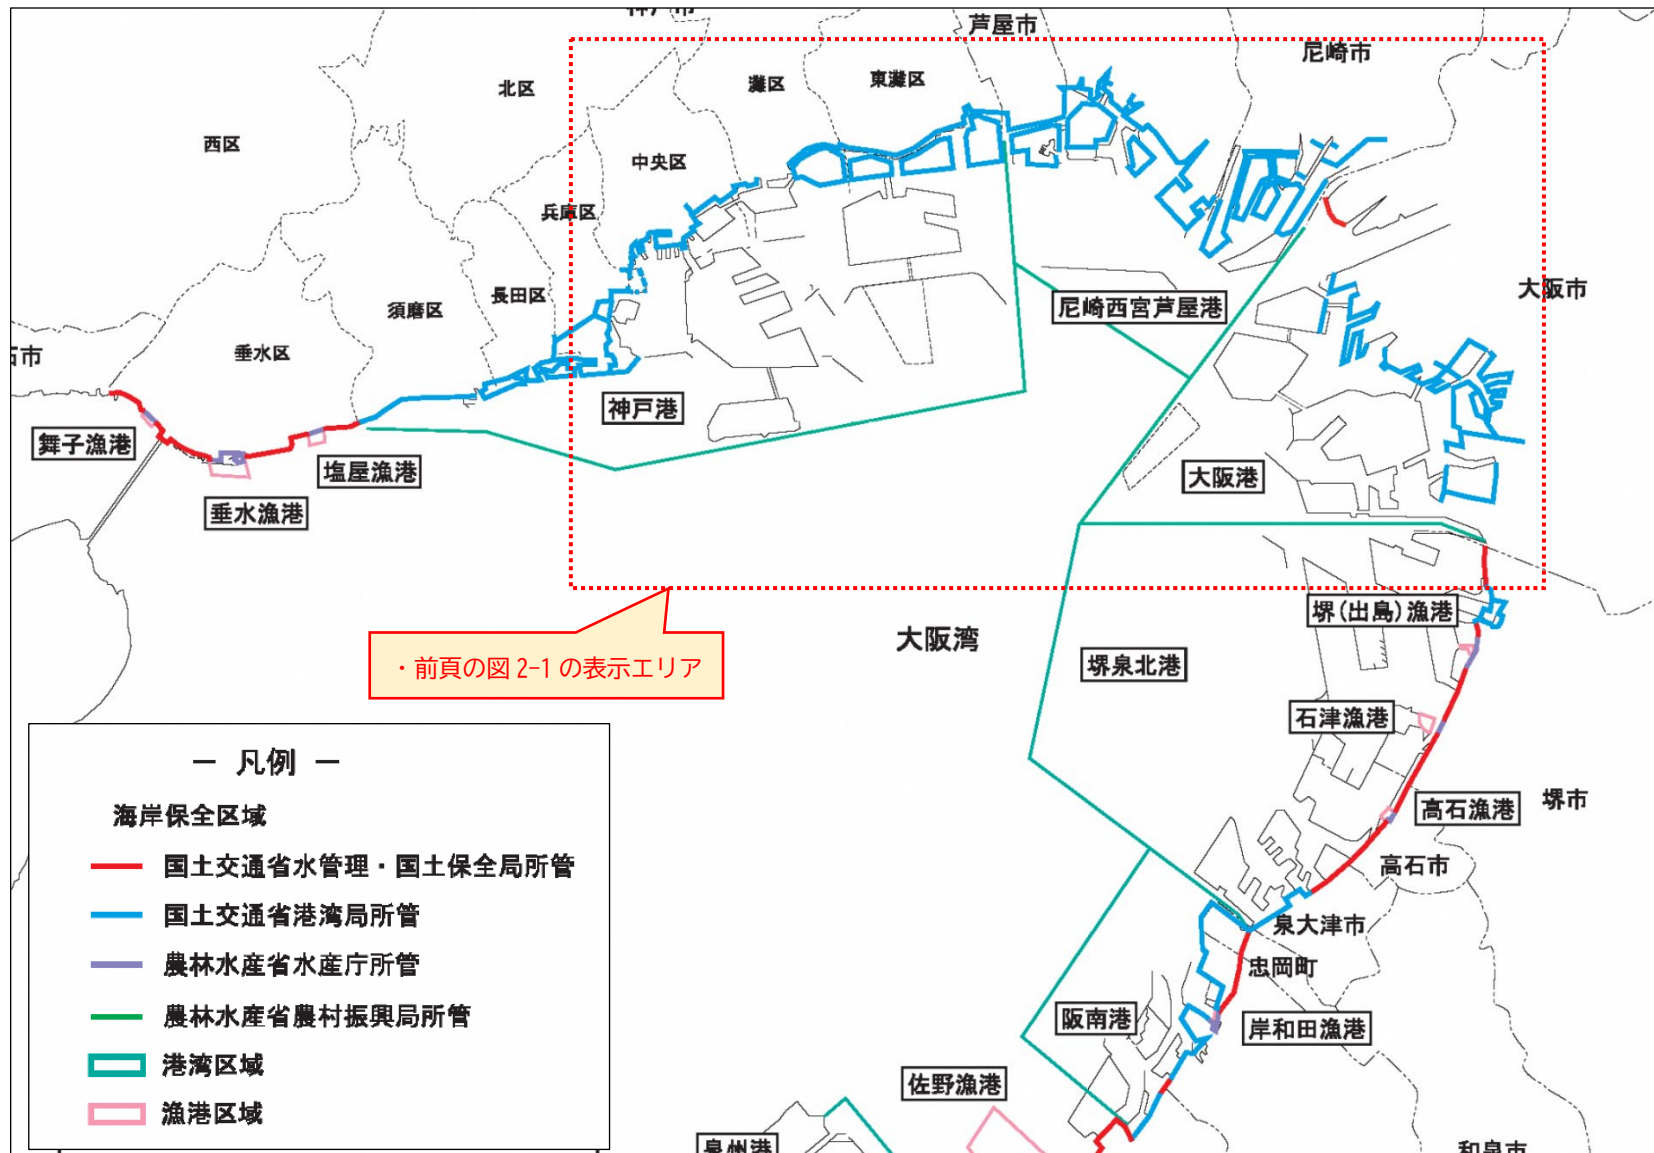 芦屋市
尼崎市
灘区
東灘区
北区
西区
中央区
兵庫区
長田区
須磨区
垂水区
石市
大阪市
尼崎西宮芦屋港
神戸港
舞子漁港
塩屋漁港
垂水漁港
大阪港
堺(出島)漁港
大阪湾
・前頁の図 2-1 の表示エリア
堺泉北港
石津漁港
高石漁港
堺市
高石市
泉大津市
忠岡町
阪南港
岸和田漁港
佐野漁港
泉州港
和泉市
― 凡例 ―
海岸保全区域
国土交通省水管理・国土保全局所管
国土交通省港湾局所管
農林水産省水産庁所管
農林水産省農村振興局所管
港湾区域
漁港区域